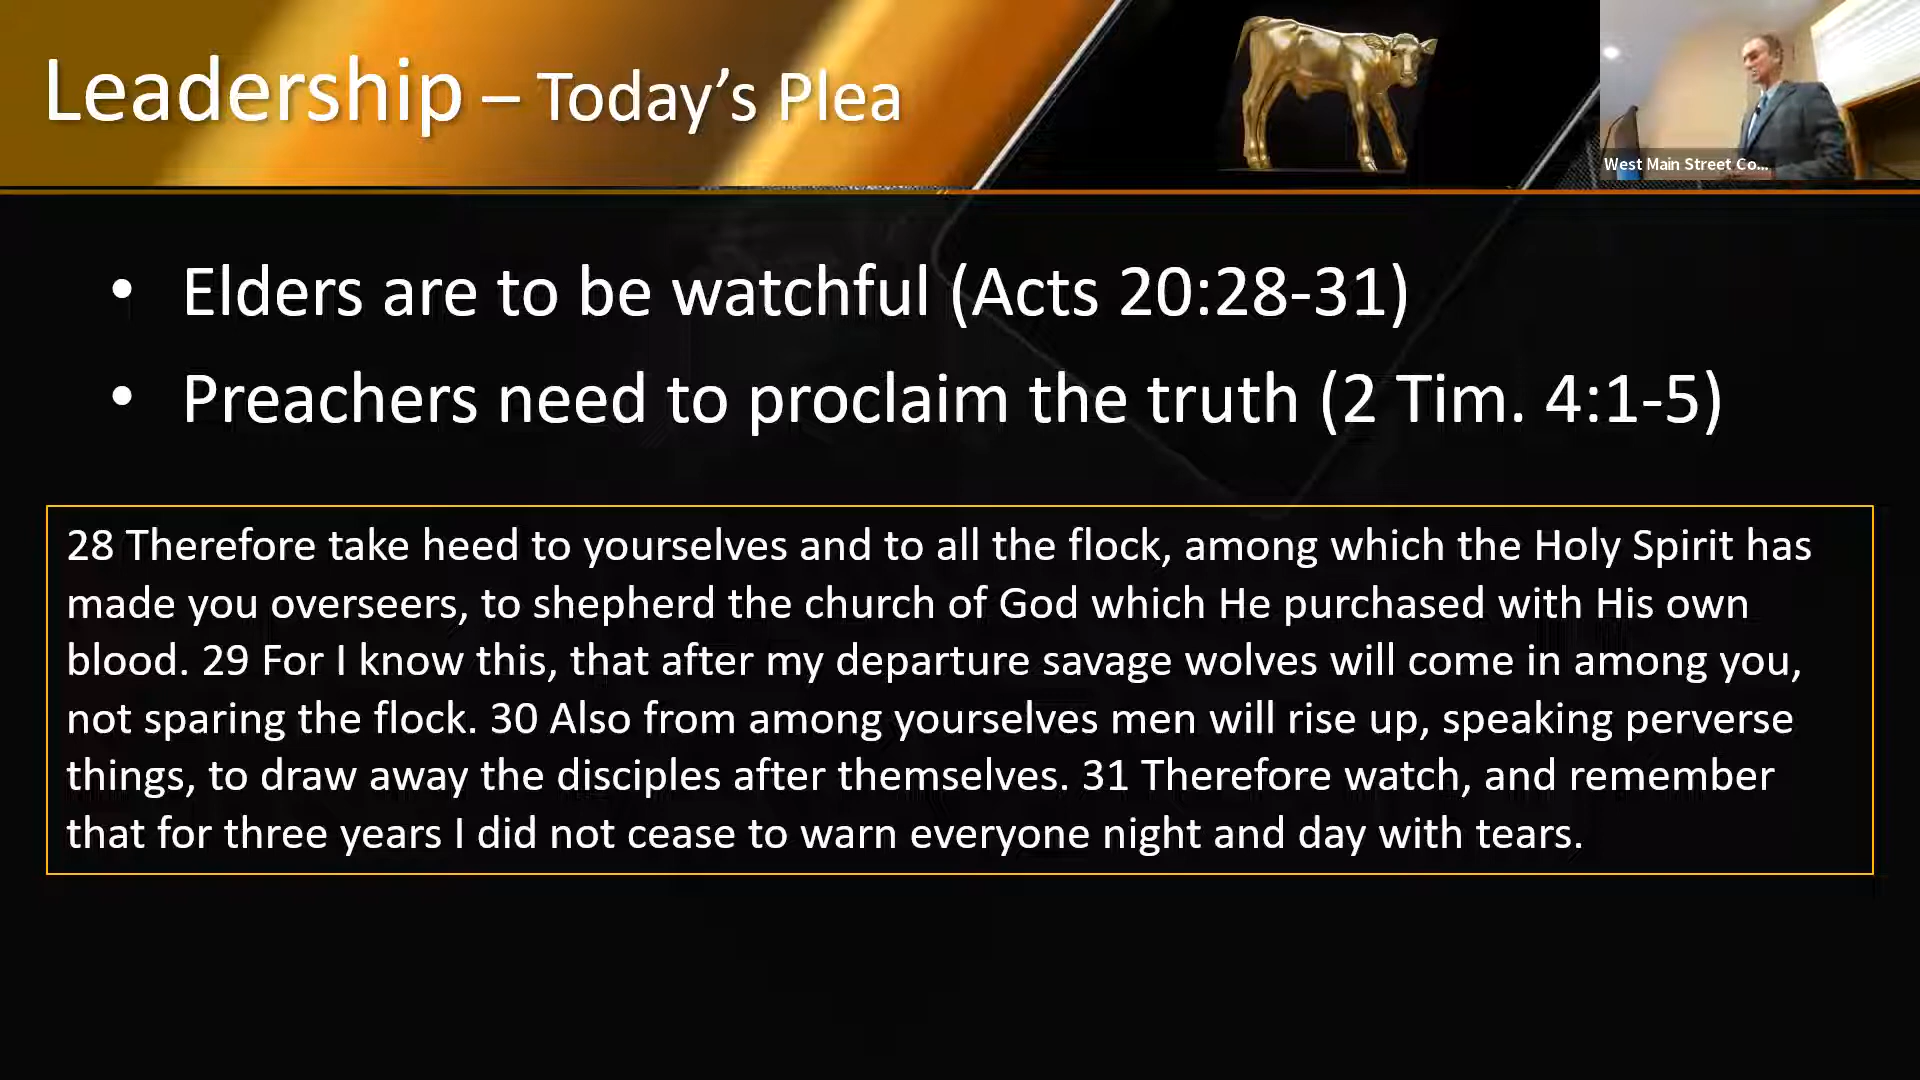 Leadership – Today's Plea
West Main Street Co...
• Elders are to be watchful (Acts 20:28-31)
• Preachers need to proclaim the truth (2 Tim. 4:1-5)
28 Therefore take heed to yourselves and to all the flock, among which the Holy Spirit has
made you overseers, to shepherd the church of God which He purchased with His own
blood. 29 For I know this, that after my departure savage wolves will come in among you,
not sparing the flock. 30 Also from among yourselves men will rise up, speaking perverse
things, to draw away the disciples after themselves. 31 Therefore watch, and remember
that for three years I did not cease to warn everyone night and day with tears.